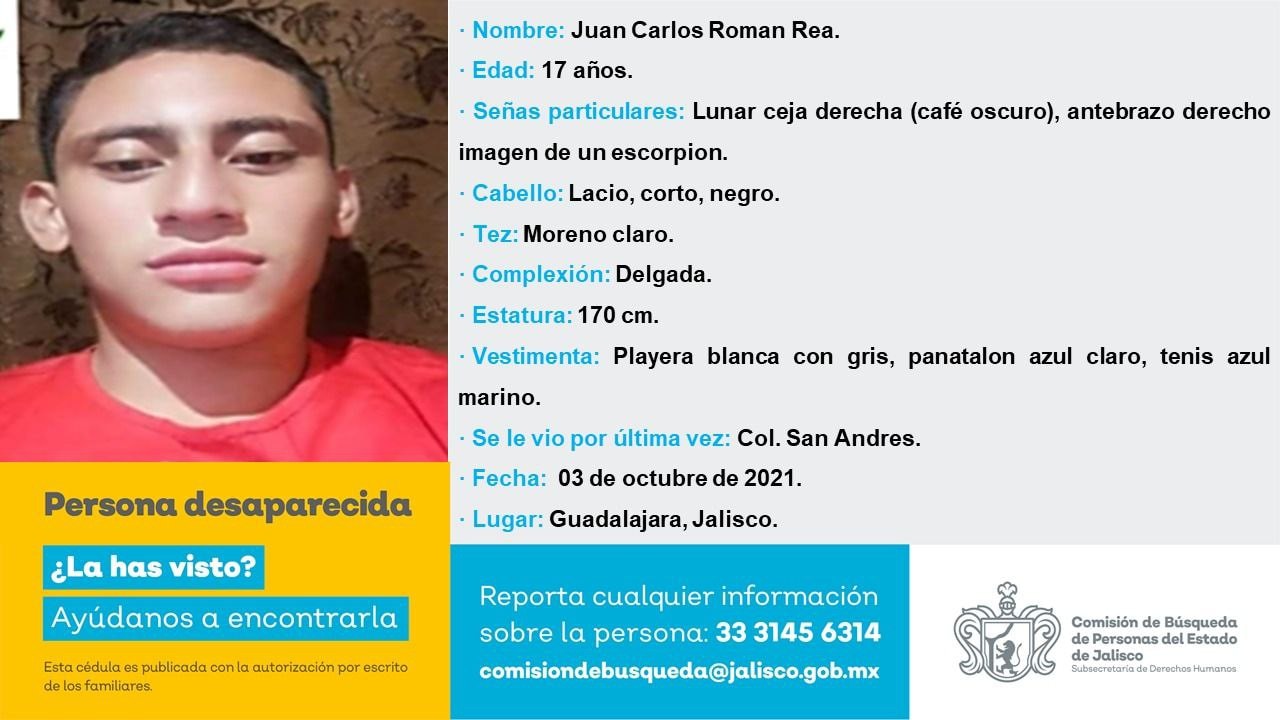 · Nombre: Juan Carlos Roman Rea.
· Edad: 17 años.
· Señas particulares: Lunar ceja derecha (café oscuro), antebrazo derecho
imagen de un escorpion.
· Cabello: Lacio, corto, negro.
· Tez: Moreno claro.
· Complexión: Delgada.
· Estatura: 170 cm.
· Vestimenta: Playera blanca con gris, panatalon azul claro, tenis azul
marino.
· Se le vio por última vez: Col. San Andres.
· Fecha: 03 de octubre de 2021.
· Lugar: Guadalajara, Jalisco.
Persona desaparecida
¿La has visto?
Ayúdanos a encontrarla
Esta cédula es publicada con la autorización por escrito
de los familiares.
Reporta cualquier información
sobre la persona: 33 3145 6314
comisiondebusqueda@jalisco.gob.mx
Comisión de Búsqueda
de Personas del Estado
de Jalisco
Subsecretaría de Derechos Humanos